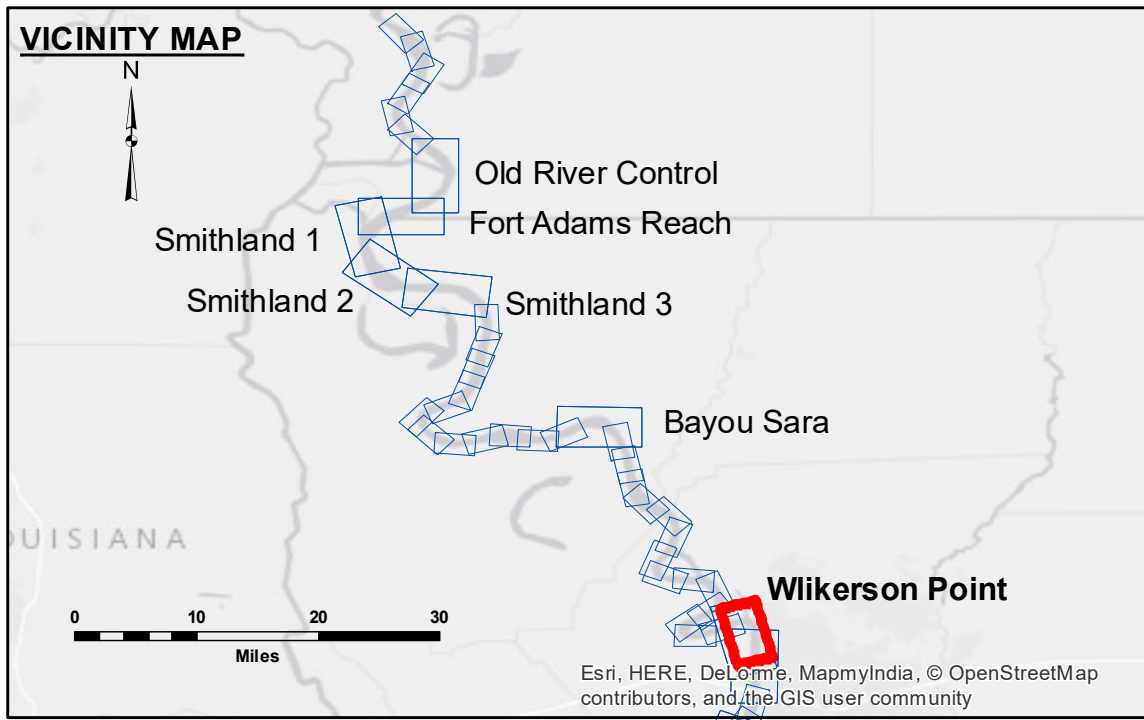 VICINITY MAP
N
Old River Control
Fort Adams Reach
Smithland 1
Smithland 2
Smithland 3
Bayou Sara
OUISIANA
Wlikerson Point
0 10 20 30
Miles
Esri, HERE, DeLorme, MapmyIndia, © OpenStreetMap
contributors, and the GIS user community